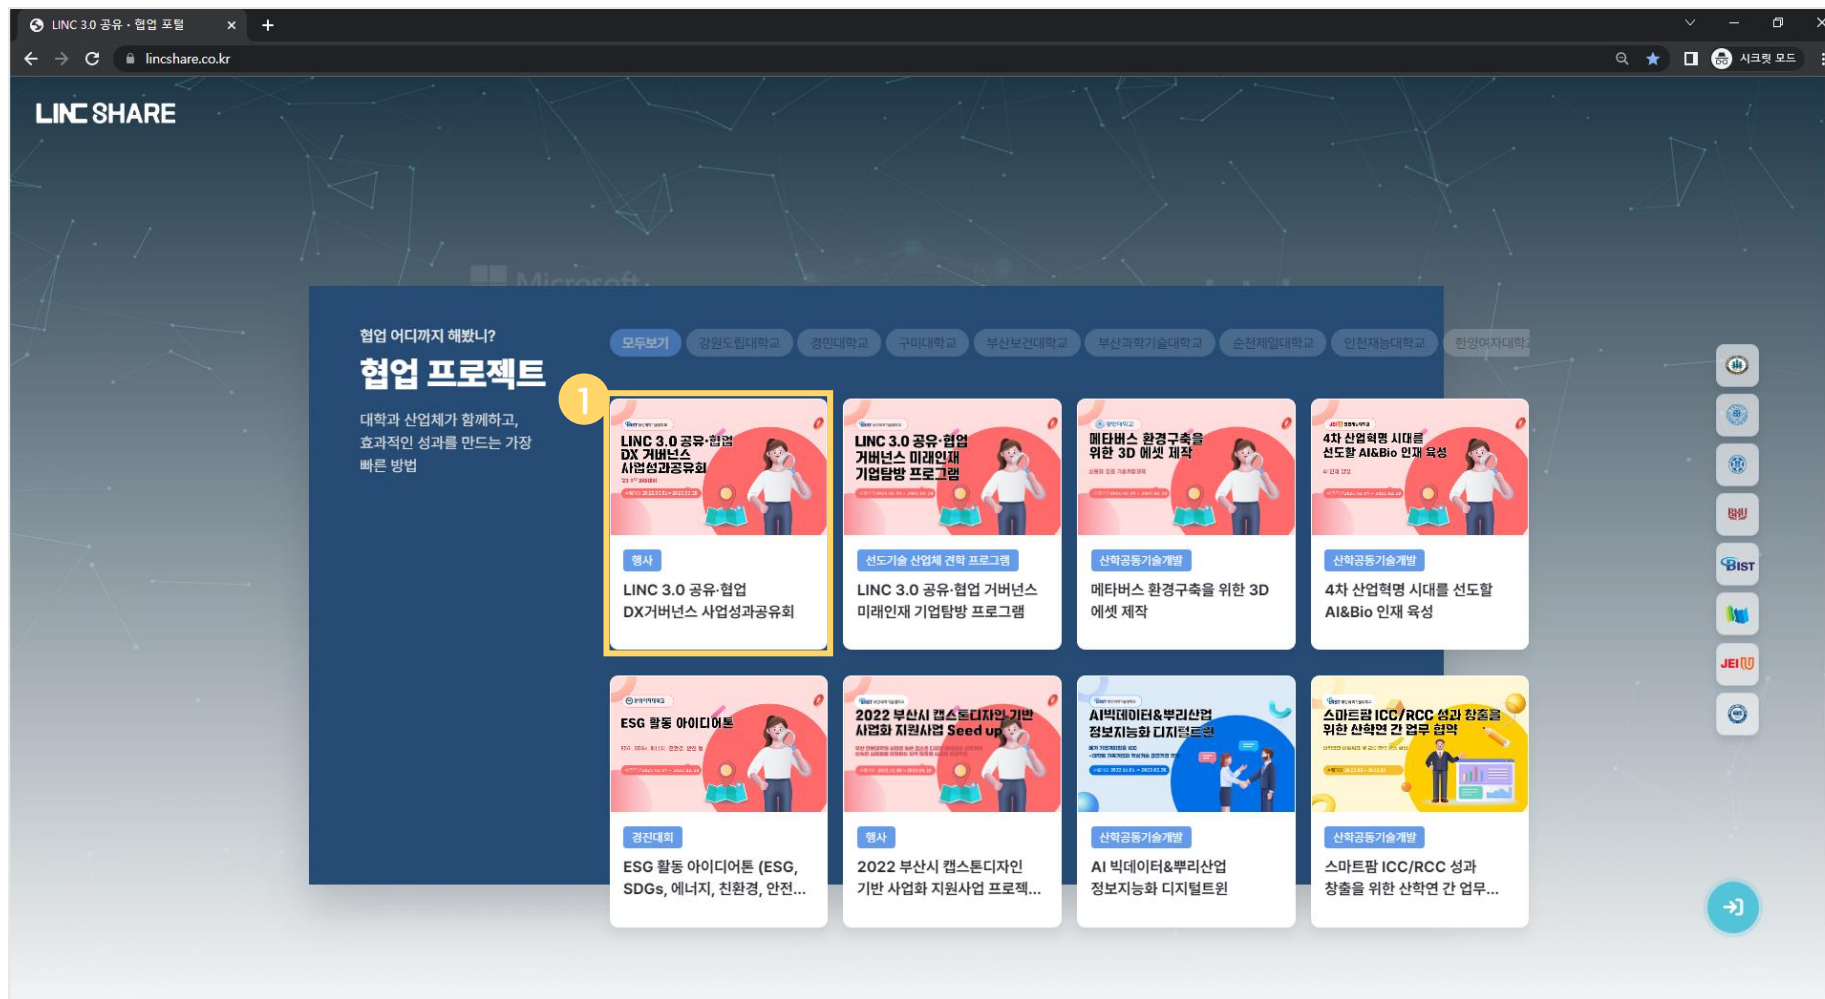 LINC 3.0 공유 · 협업 포털
lincshare.co.kr
시크릿 모드
LINC SHARE
Microsoft
협업 어디까지 해봤니?
협업 프로젝트
대학과 산업체가 함께하고,
효과적인 성과를 만드는 가장
빠른 방법
모두보기
강원도립대학교
경민대학교
구미대학교
부산보건대학교
부산과학기술대학교
순천제일대학교
인천재능대학교
한양여자대학교
1
LINC 3.0 공유·협업
DX 거버넌스
사업성과공유회
행사
LINC 3.0 공유·협업
DX거버넌스 사업성과공유회
LINC 3.0 공유·협업
거버넌스 미래인재
기업탐방 프로그램
선도기술 산업체 견학 프로그램
LINC 3.0 공유·협업 거버넌스
미래인재 기업탐방 프로그램
메타버스 환경구축을
위한 3D 에셋 제작
산학공동기술개발
메타버스 환경구축을 위한 3D
에셋 제작
4차 산업혁명 시대를
선도할 AI&Bio 인재 육성
AI 인재 양성
산학공동기술개발
4차 산업혁명 시대를 선도할
AI&Bio 인재 육성
ESG 활동 아이디어톤
경진대회
ESG 활동 아이디어톤 (ESG,
SDGs, 에너지, 친환경, 안전...
2022 부산시 캡스톤디자인 기반
사업화 지원사업 Seed up
행사
2022 부산시 캡스톤디자인
기반 사업화 지원사업 프로젝...
AI빅데이터&뿌리산업
정보지능화 디지털트윈
산학공동기술개발
AI 빅데이터&뿌리산업
정보지능화 디지털트윈
스마트팜 ICC/RCC 성과 창출을
위한 산학연 간 업무 협약
산학공동기술개발
스마트팜 ICC/RCC 성과
창출을 위한 산학연 간 업무...
BHU
BIST
JEIU